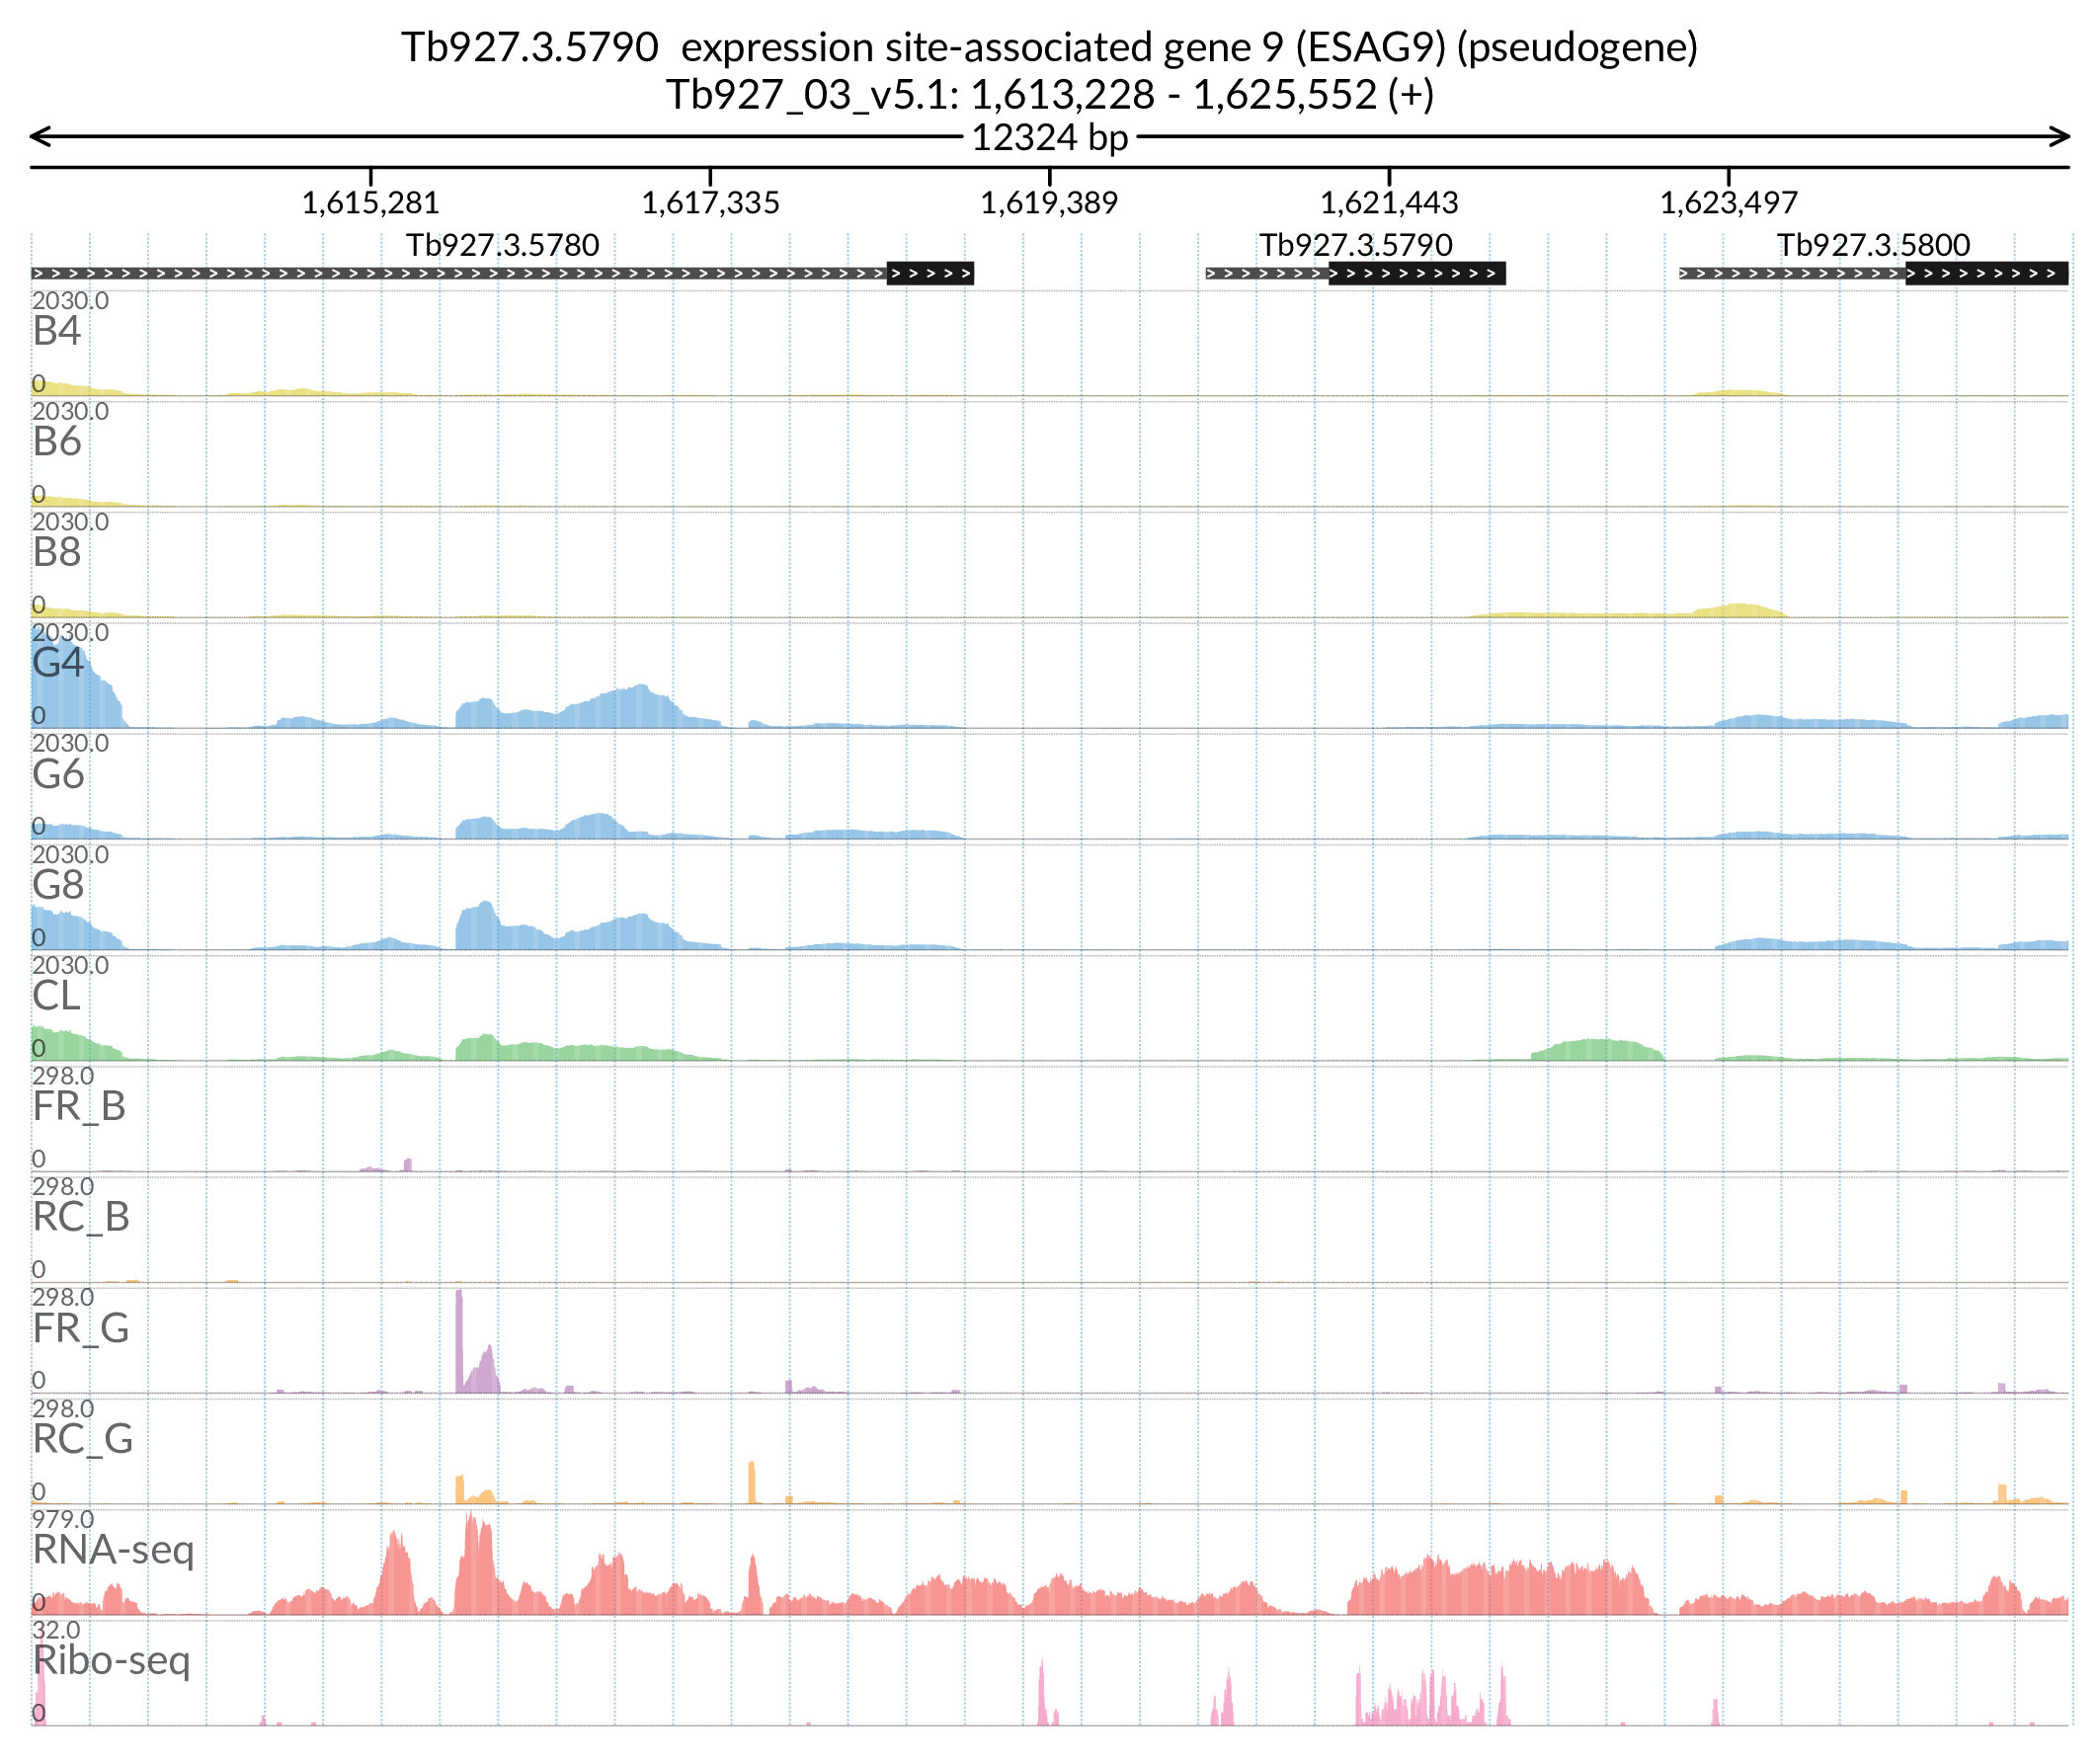 Tb927.3.5790  expression site-associated gene 9 (ESAG9) (pseudogene)
Tb927_03_v5.1: 1,613,228 - 1,625,552 (+)
12324 bp
1,615,281 1,617,335 1,619,389 1,621,443 1,623,497
Tb927.3.5780 Tb927.3.5790 Tb927.3.5800
2030.0
B4
0
2030.0
B6
0
2030.0
B8
0
2030.0
G4
0
2030.0
G6
0
2030.0
G8
0
2030.0
CL
0
298.0
FR_B
0
298.0
RC_B
0
298.0
FR_G
0
298.0
RC_G
0
979.0
RNA-seq
0
32.0
Ribo-seq
0